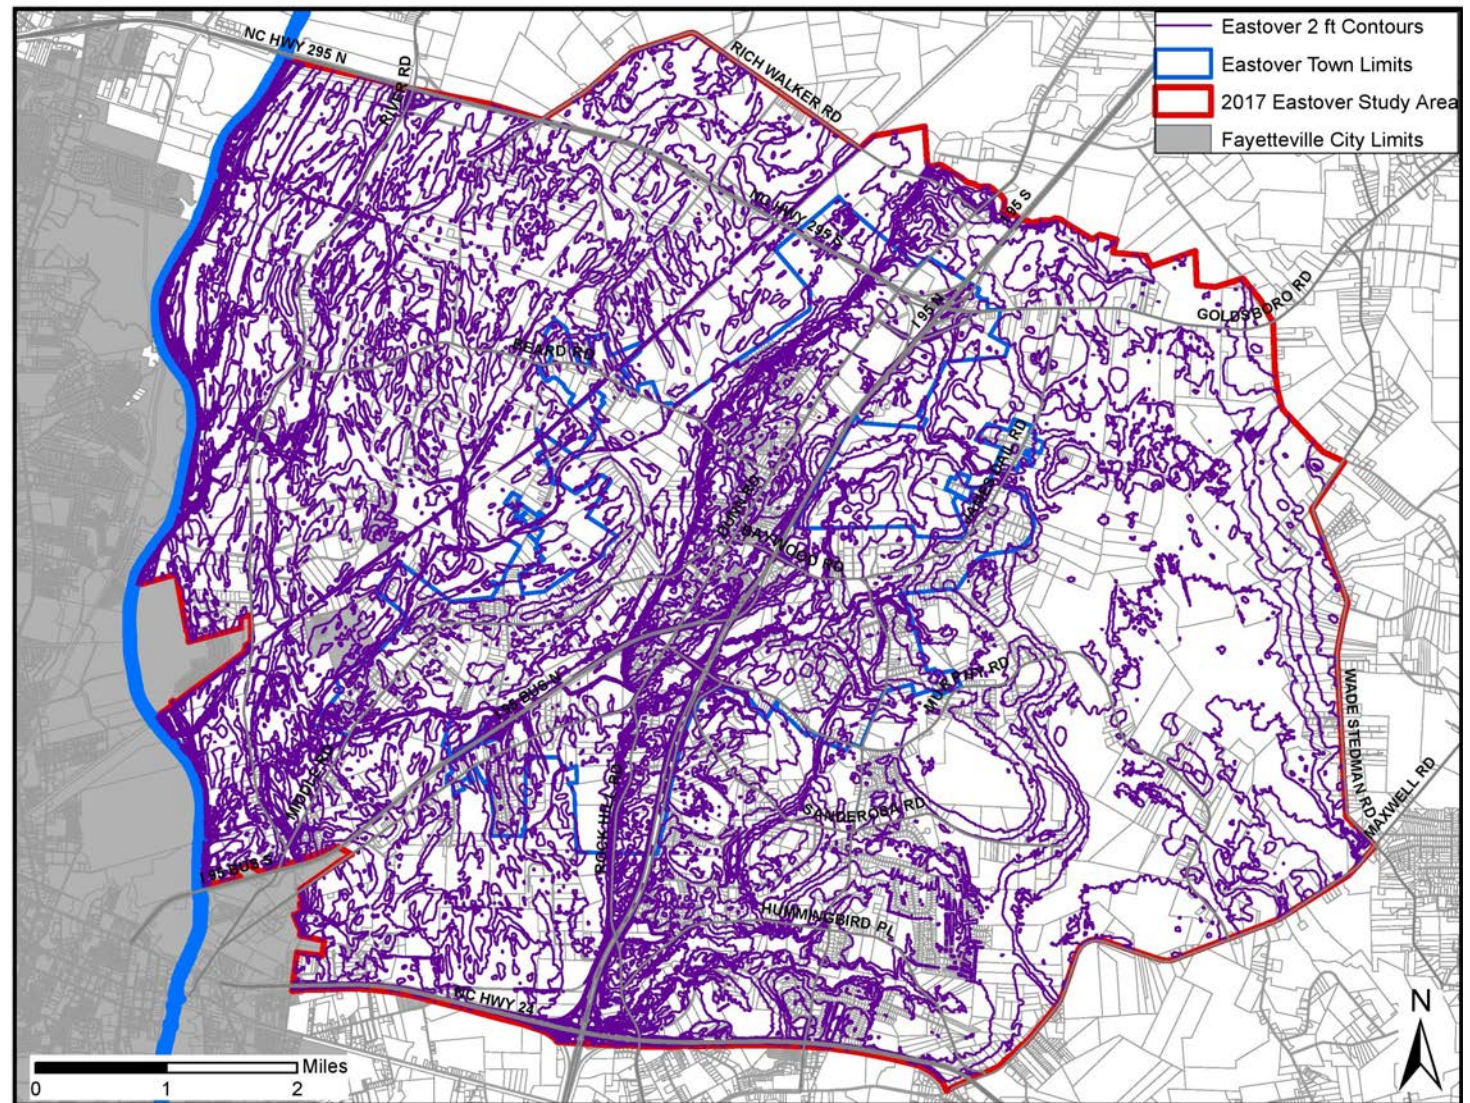 Eastover 2 ft Contours
Eastover Town Limits
2017 Eastover Study Area
Fayetteville City Limits
NC HWY 295 N
RIVER RD
RICH WALKER RD
NC HWY 295 S
I 95 S
I 95 N
GOLDSBORO RD
BEARD RD
DUNN RD
BAYWOOD RD
MURPHY RD
I 95 BUS N
MIDDLE RD
ROCK HILL RD
SANDEROSA RD
WADE STEDMAN RD
MAXWELL RD
I 95 BUS S
HUMMINGBIRD PL
NC HWY 24
N
Miles
0
1
2